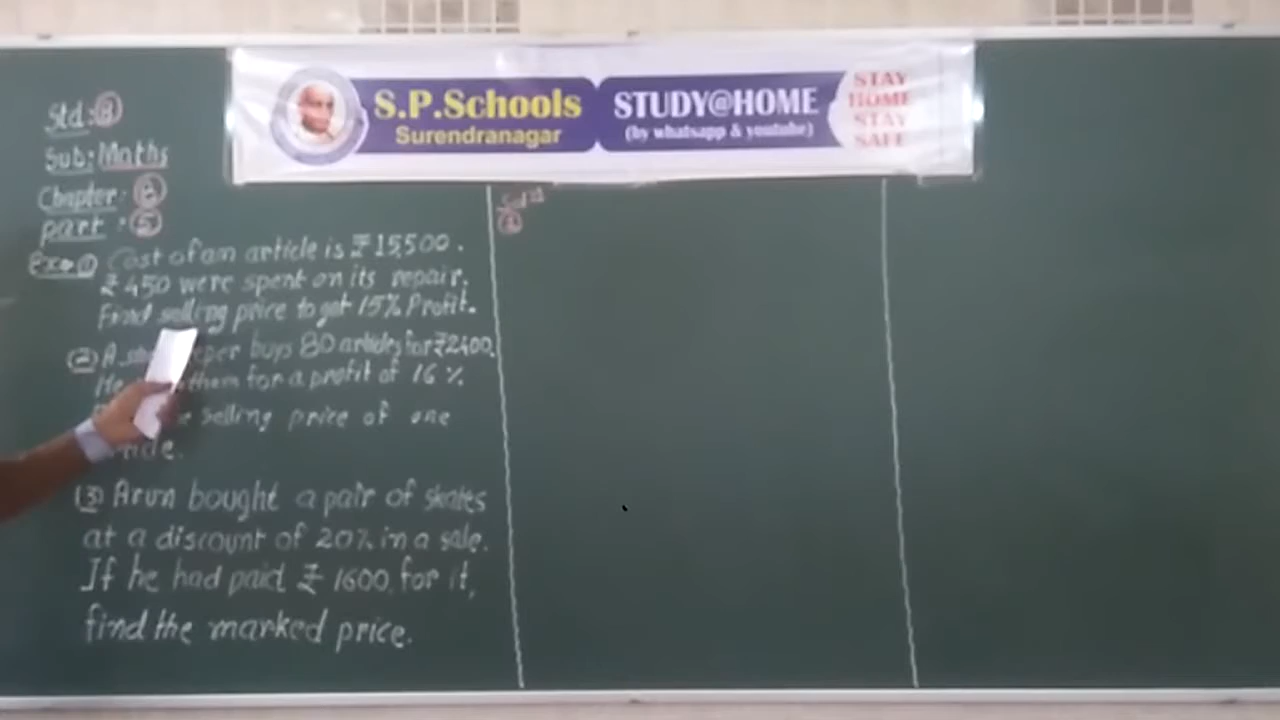 S.P.Schools
Surendranagar
STUDY@HOME
(by whatsapp & youtube)
STAY
HOME
STAY
SAFE
Std: 8
Sub: Maths
Chapter: 8
part: 5
Ex→ ① Cost of an article is ₹15,500.
₹450 were spent on its repair.
Find selling price to get 15% Profit.
(2) A buys 80 articles for ₹2400.
He them for a profit of 16%
selling price of one
(3) Arun bought a pair of skates
at a discount of 20% in a sale.
If he had paid ₹ 1600 for it,
find the marked price.